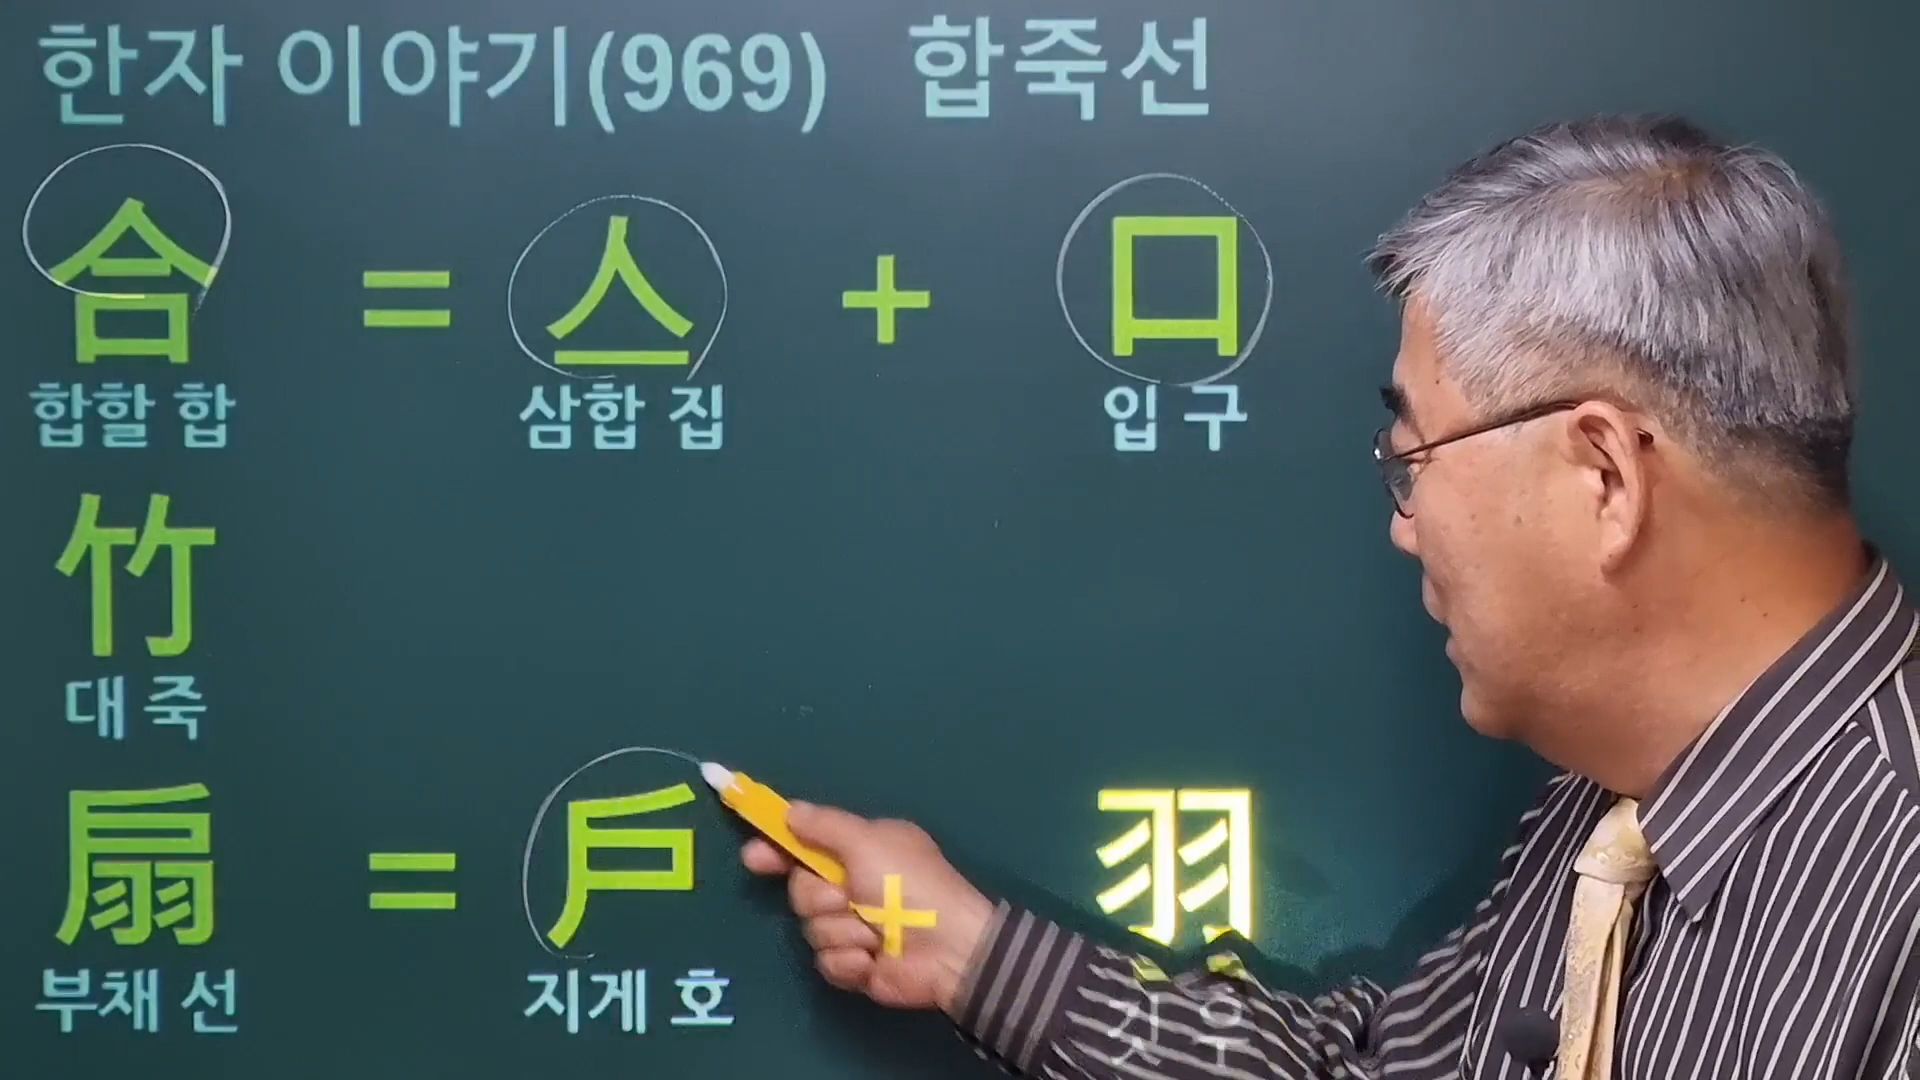 한자 이야기(969) 합죽선
合 = 亼 + 口
합할 합 삼합 집 입 구
竹
대 죽
扇 = 戶 + 羽
부채 선 지게 호 깃 우